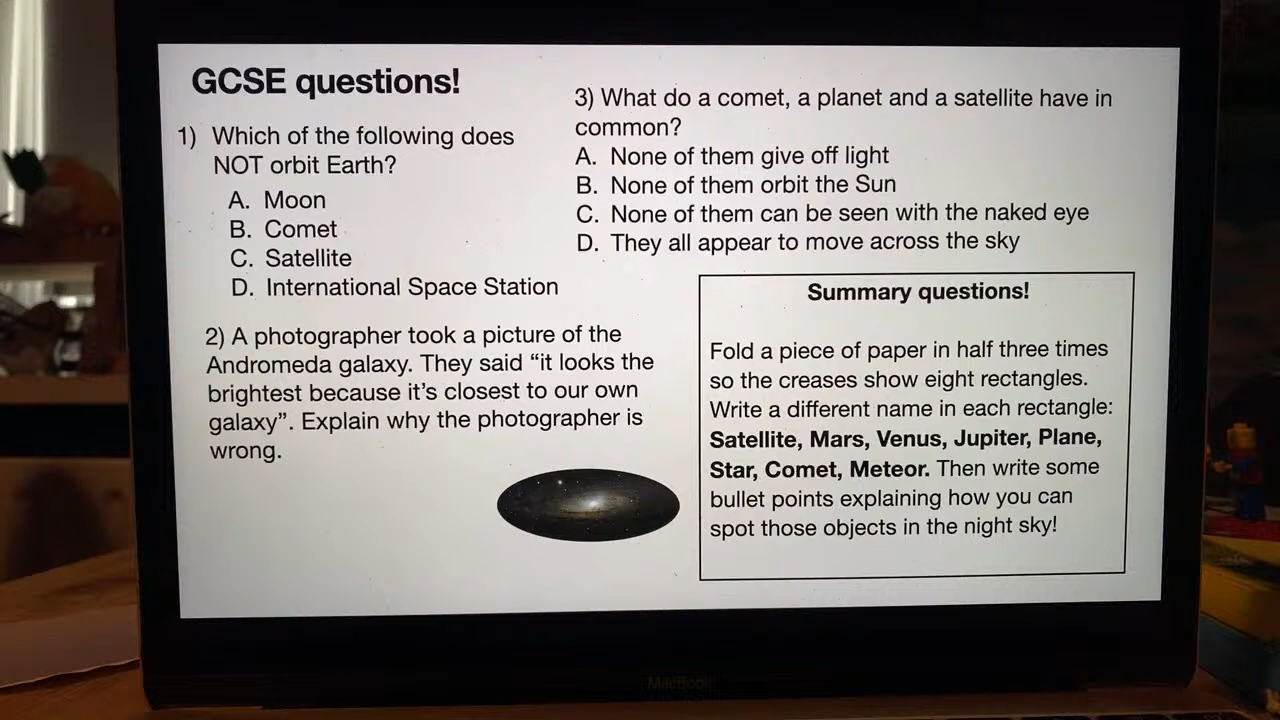 GCSE questions!
1) Which of the following does
NOT orbit Earth?
A. Moon
B. Comet
C. Satellite
D. International Space Station
2) A photographer took a picture of the
Andromeda galaxy. They said “it looks the
brightest because it’s closest to our own
galaxy”. Explain why the photographer is
wrong.
3) What do a comet, a planet and a satellite have in
common?
A. None of them give off light
B. None of them orbit the Sun
C. None of them can be seen with the naked eye
D. They all appear to move across the sky
Summary questions!
Fold a piece of paper in half three times
so the creases show eight rectangles.
Write a different name in each rectangle:
Satellite, Mars, Venus, Jupiter, Plane,
Star, Comet, Meteor. Then write some
bullet points explaining how you can
spot those objects in the night sky!
MacBook